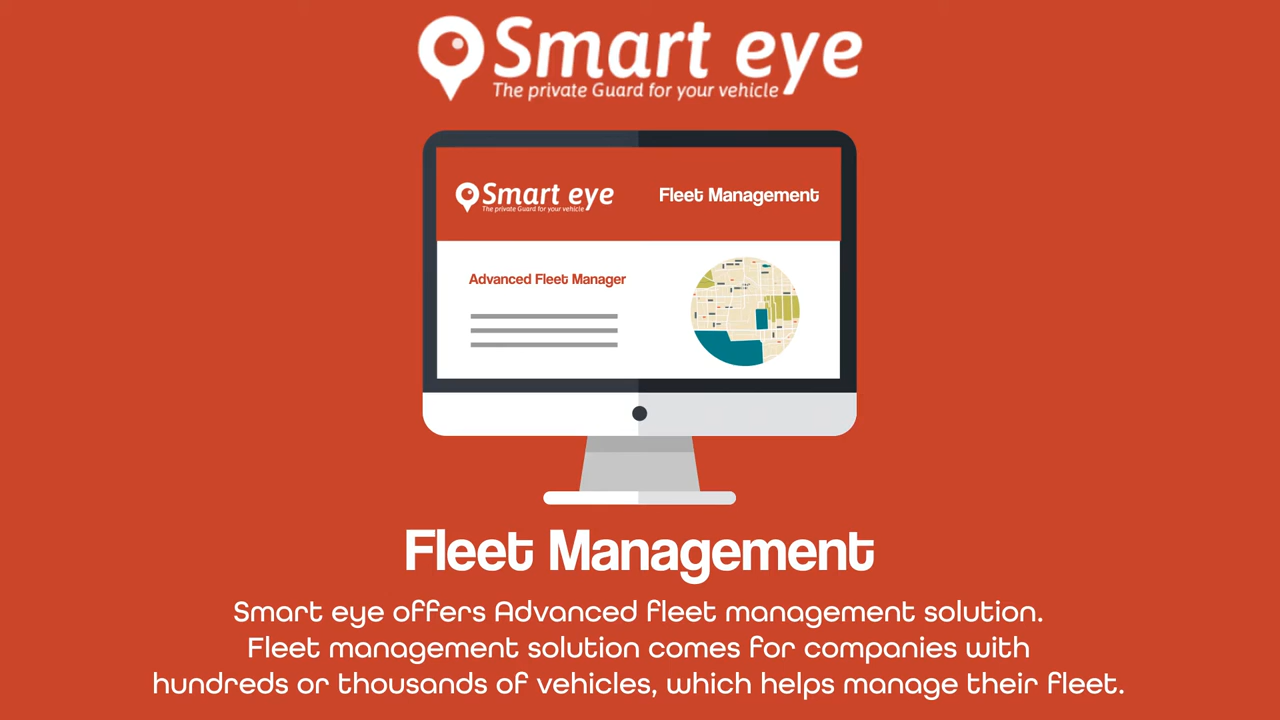 Smart eye
The private Guard for your vehicle
Smart eye
The private Guard for your vehicle
Fleet Management
Advanced Fleet Manager
Fleet Management
Smart eye offers Advanced fleet management solution.
Fleet management solution comes for companies with
hundreds or thousands of vehicles, which helps manage their fleet.